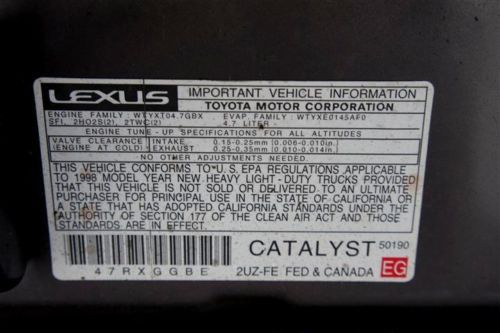 LEXUS
IMPORTANT VEHICLE INFORMATION
TOYOTA MOTOR CORPORATION
ENGINE FAMILY : WTYXT04.7GBX EVAP. FAMILY : WTYXE0145AF0
SFI, 2HO2S(2), 2TWC(2) 4.7 LITER
ENGINE TUNE - UP SPECIFICATIONS FOR ALL ALTITUDES
VALVE CLEARANCE INTAKE 0.15-0.25mm (0.006-0.010in)
(ENGINE AT COLD) EXHAUST 0.25-0.35mm (0.010-0.014in)
NO OTHER ADJUSTMENTS NEEDED
THIS VEHICLE CONFORMS TO U.S. EPA REGULATIONS APPLICABLE
TO 1998 MODEL YEAR NEW HEAVY LIGHT-DUTY TRUCKS PROVIDED
THAT THIS VEHICLE IS NOT SOLD OR DELIVERED TO AN ULTIMATE
PURCHASER FOR PRINCIPAL USE IN THE STATE OF CALIFORNIA OR
A STATE THAT HAS ADOPTED CALIFORNIA STANDARDS UNDER THE
AUTHORITY OF SECTION 177 OF THE CLEAN AIR ACT AND THOSE
STANDARDS ARE IN EFFECT.
CATALYST 50190
47RXGGBE 2UZ-FE FED & CANADA EG